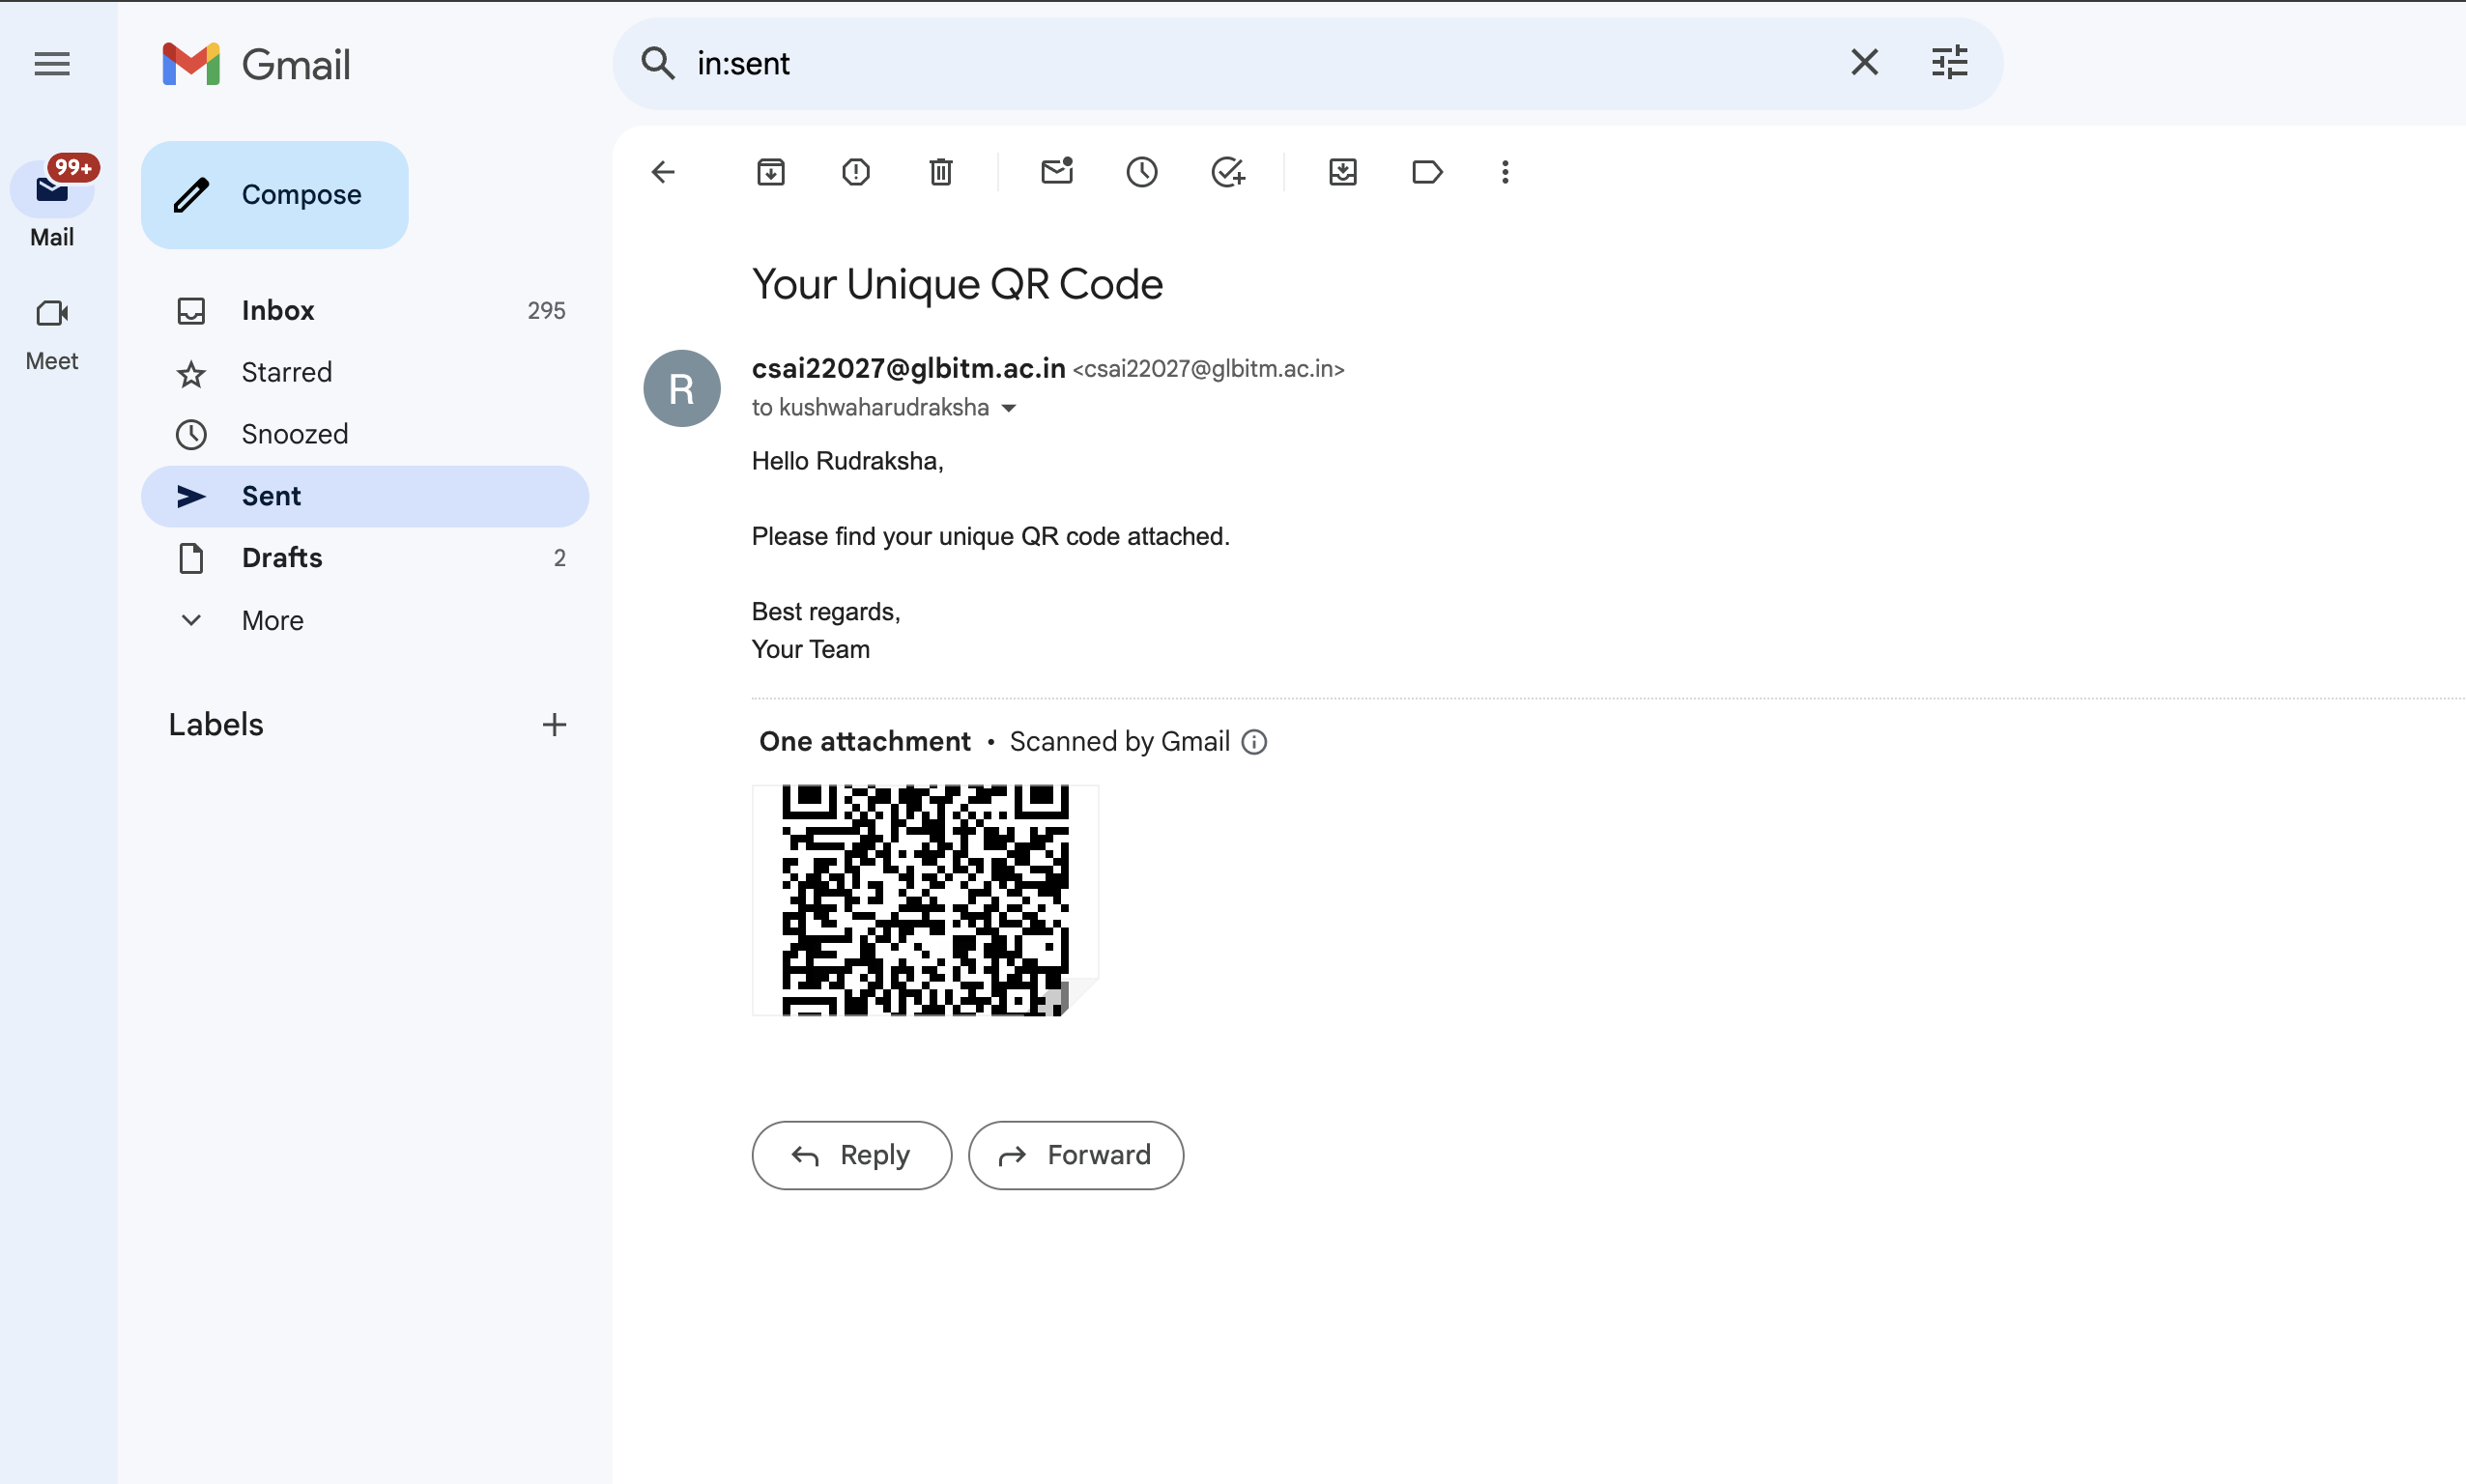 Gmail
in:sent
99+
Mail
Meet
Compose
Inbox 295
Starred
Snoozed
Sent
Drafts 2
More
Labels
Your Unique QR Code
R
csai22027@glbitm.ac.in <csai22027@glbitm.ac.in>
to kushwaharudraksha
Hello Rudraksha,
Please find your unique QR code attached.
Best regards,
Your Team
One attachment • Scanned by Gmail
Reply
Forward